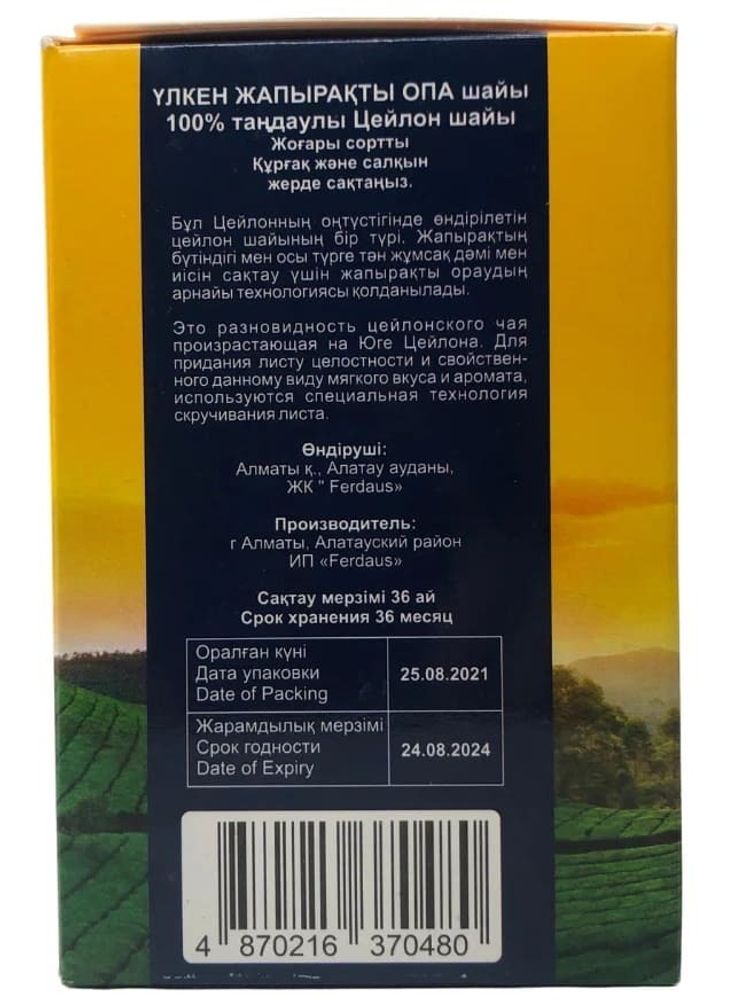 ҮЛКЕН ЖАПЫРАҚТЫ ОПА шайы
100% таңдаулы Цейлон шайы
Жоғары сортты
Құрғақ және салқын
жерде сақтаңыз.
Бұл Цейлонның оңтүстігінде өндірілетін
цейлон шайының бір түрі. Жапырақтың
бүтіндігі мен осы түрге тән жұмсақ дәмі мен
иісін сақтау үшін жапырақты ораудың
арнайы технологиясы қолданылады.
Это разновидность цейлонского чая
произрастающая на Юге Цейлона. Для
придания листу целостности и свойствен-
ного данному виду мягкого вкуса и аромата,
используются специальная технология
скручивания листа.
Өндіруші:
Алматы қ., Алатау ауданы,
ЖК " Ferdaus»
Производитель:
г Алматы, Алатауский район
ИП «Ferdaus»
Сақтау мерзімі 36 ай
Срок хранения 36 месяц
Оралған күні
Дата упаковки
Date of Packing
25.08.2021
Жарамдылық мерзімі
Срок годности
Date of Expiry
24.08.2024
4 870216 370480